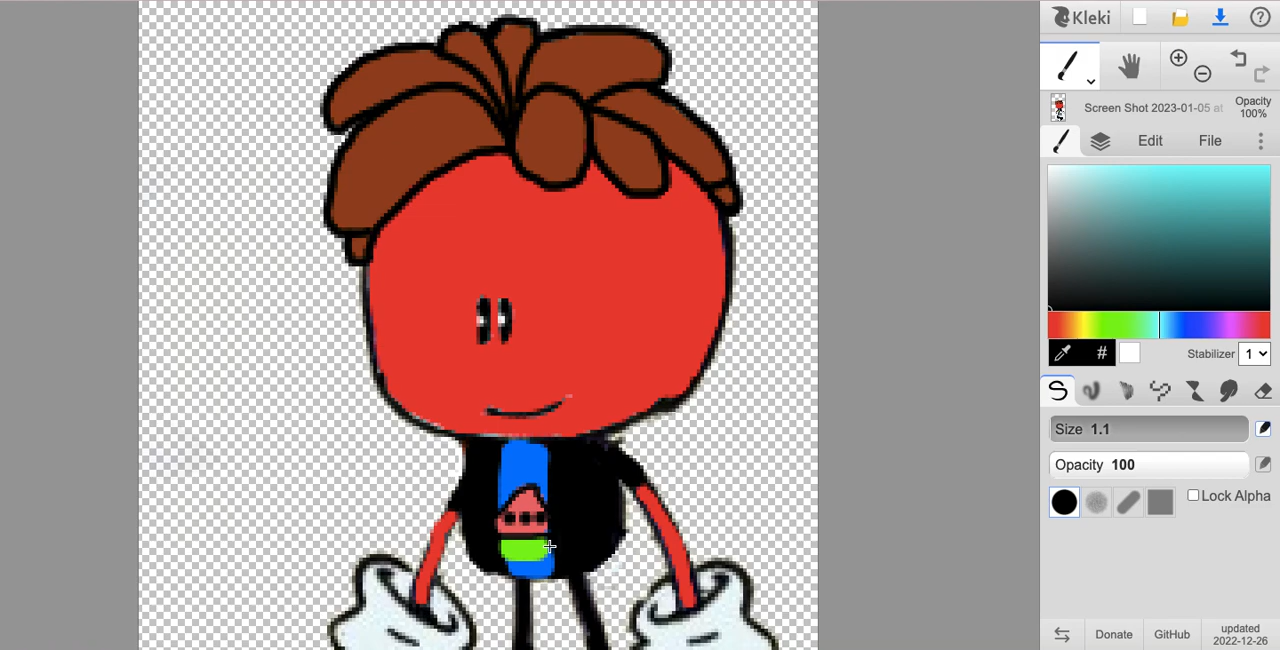 Kleki
Screen Shot 2023-01-05 at
Opacity
100%
Edit
File
#
Stabilizer 1
Size 1.1
Opacity 100
Lock Alpha
Donate
GitHub
updated
2022-12-26